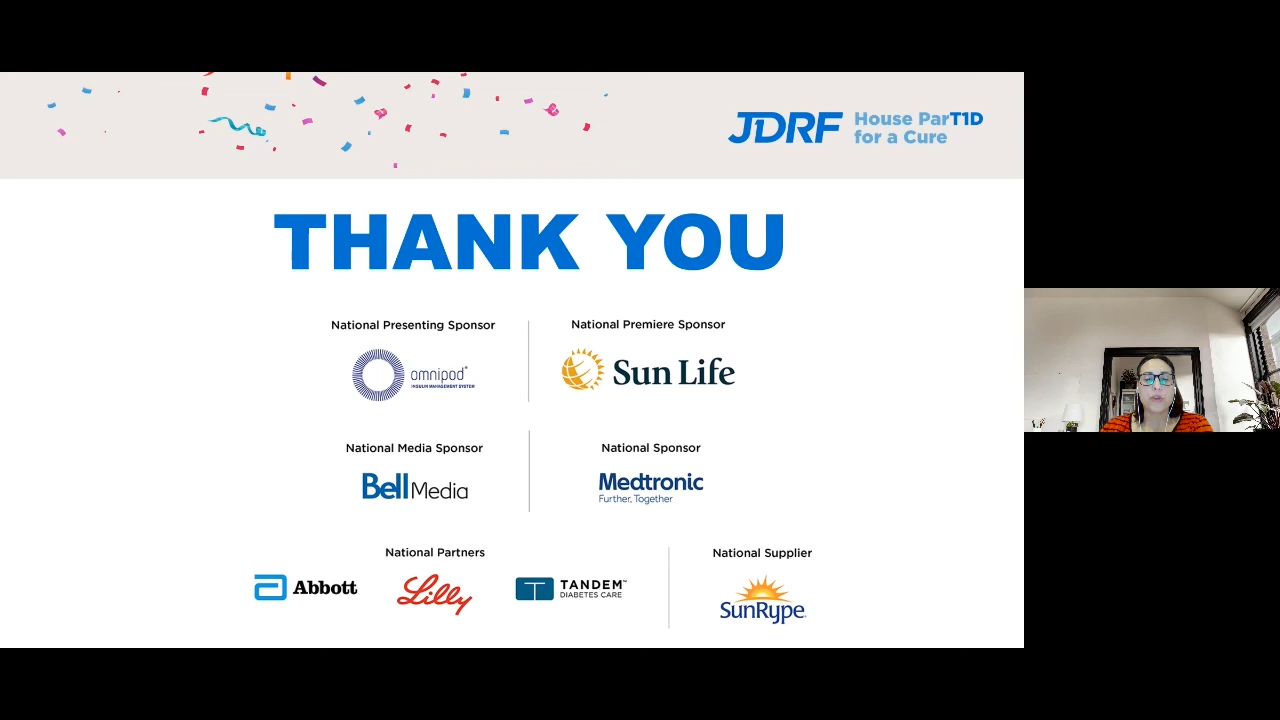 JDRF
House ParT1D
for a Cure
THANK YOU
National Presenting Sponsor
National Premiere Sponsor
omnipod®
INSULIN MANAGEMENT SYSTEM
Sun Life
National Media Sponsor
National Sponsor
Bell Media
Medtronic
Further, Together
National Partners
National Supplier
Abbott
Lilly
TANDEM™
DIABETES CARE
SunRype